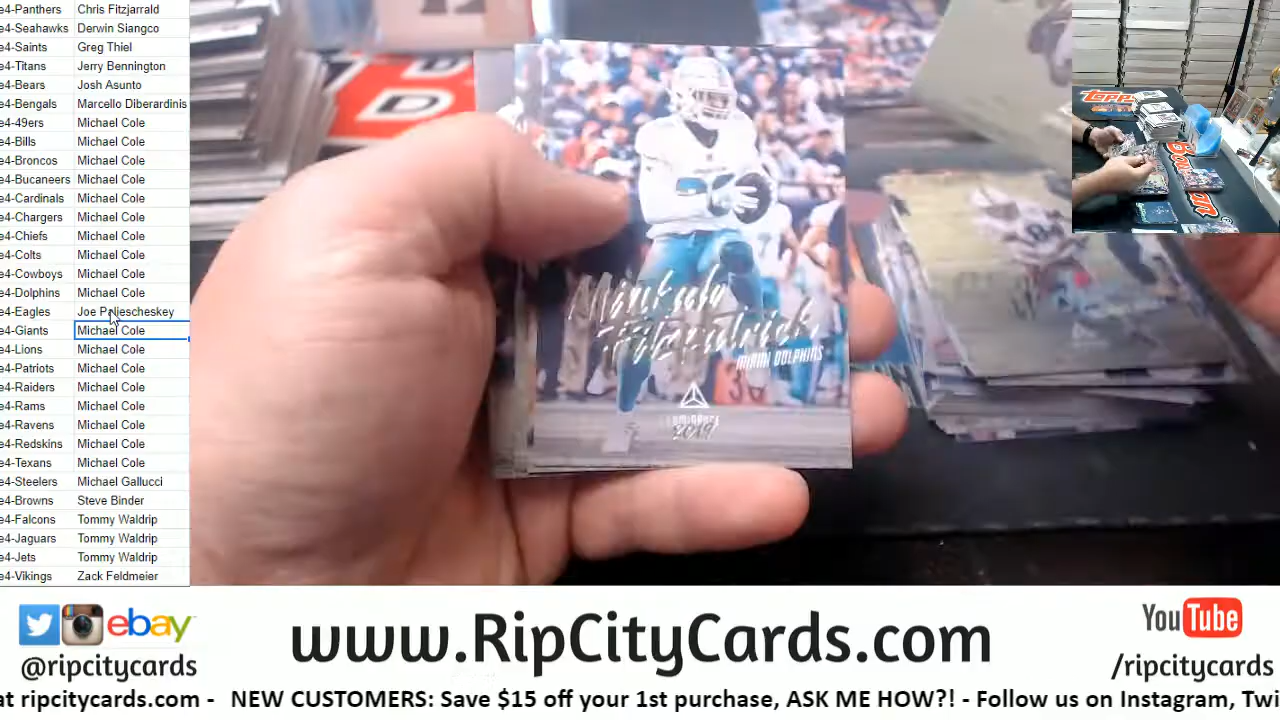 e4-Panthers Chris Fitzjarrald
e4-Seahawks Derwin Siangco
e4-Saints Greg Thiel
e4-Titans Jerry Bennington
e4-Bears Josh Asunto
e4-Bengals Marcello Diberardinis
e4-49ers Michael Cole
e4-Bills Michael Cole
e4-Broncos Michael Cole
e4-Bucaneers Michael Cole
e4-Cardinals Michael Cole
e4-Chargers Michael Cole
e4-Chiefs Michael Cole
e4-Colts Michael Cole
e4-Cowboys Michael Cole
e4-Dolphins Michael Cole
e4-Eagles Joe
e4-Giants Michael Cole
e4-Lions Michael Cole
e4-Patriots Michael Cole
e4-Raiders Michael Cole
e4-Rams Michael Cole
e4-Ravens Michael Cole
e4-Redskins Michael Cole
e4-Texans Michael Cole
e4-Steelers Michael Gallucci
e4-Browns Steve Binder
e4-Falcons Tommy Waldrip
e4-Jaguars Tommy Waldrip
e4-Jets Tommy Waldrip
e4-Vikings Zack Feldmeier
Minkah
Fitzpatrick
MIAMI DOLPHINS
LUMINANCE
2019
Topps
ebay
@ripcitycards
www.RipCityCards.com
YouTube
/ripcitycards
at ripcitycards.com - NEW CUSTOMERS: Save $15 off your 1st purchase, ASK ME HOW?! - Follow us on Instagram, Twi